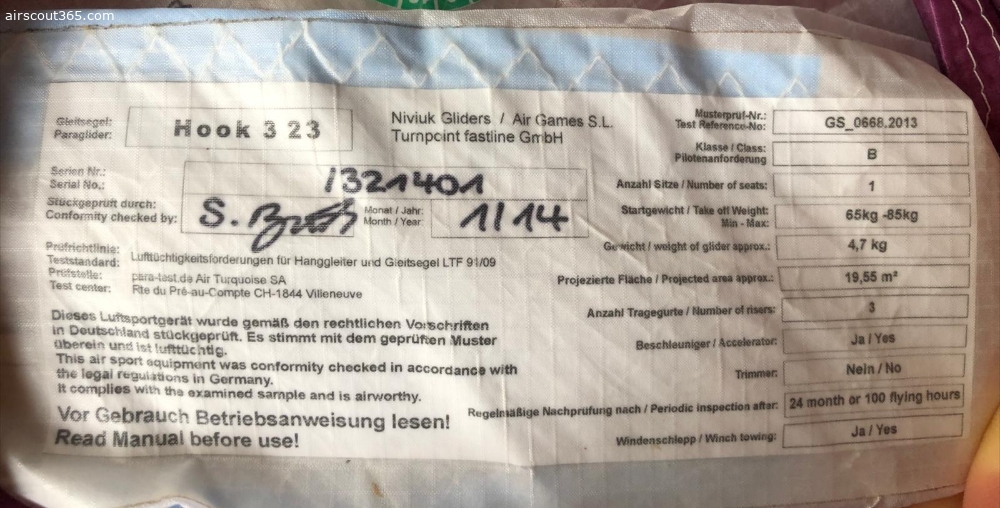 airscout365.com
Gleitsegel:
Paraglider:
Hook 3 23
Niviuk Gliders / Air Games S.L.
Turnpoint fastline GmbH
Serien Nr.:
Serial No.:
1321401
Stückgeprüft durch:
Conformity checked by:
S.
Monat / Jahr:
Month / Year:
1/14
Prüfrichtlinie:
Teststandard:
Lufttüchtigkeitsforderungen für Hanggleiter und Gleitsegel LTF 91/09
Prüfstelle:
Test center:
para-test.de Air Turquoise SA
Rte du Pré-au-Compte CH-1844 Villeneuve
Dieses Luftsportgerät wurde gemäß den rechtlichen Vorschriften
in Deutschland stückgeprüft. Es stimmt mit dem geprüften Muster
überein und ist lufttüchtig.
This air sport equipment was conformity checked in accordance with
the legal regulations in Germany.
It complies with the examined sample and is airworthy.
Vor Gebrauch Betriebsanweisung lesen!
Read Manual before use!
Musterprüf-Nr.:
Test Reference-No:
GS_0668.2013
Klasse / Class:
Pilotenanforderung
B
Anzahl Sitze / Number of seats:
1
Startgewicht / Take off Weight:
Min - Max:
65kg -85kg
Gewicht / weight of glider approx.:
4,7 kg
Projezierte Fläche / Projected area approx.:
19,55 m²
Anzahl Tragegurte / Number of risers:
3
Beschleuniger / Accelerator:
Ja / Yes
Trimmer:
Nein / No
Regelmäßige Nachprüfung nach / Periodic inspection after:
24 month or 100 flying hours
Windenschlepp / Winch towing:
Ja / Yes